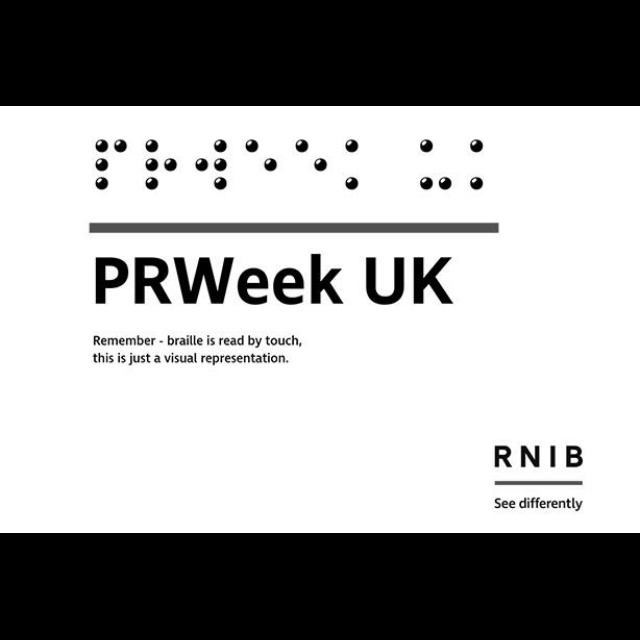 ⠏⠗⠺⠑⠑⠅ ⠥⠅
PRWeek UK
Remember - braille is read by touch,
this is just a visual representation.
RNIB
See differently